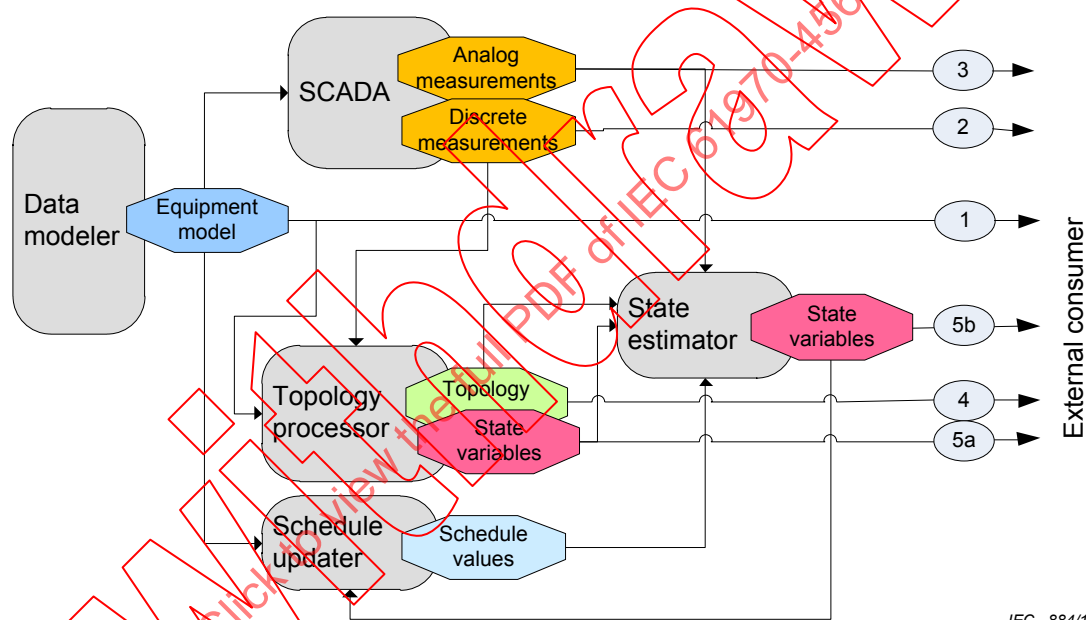 SCADA
Analog
measurements
3
Discrete
measurements
2
Data
modeler
Equipment
model
1
External consumer
State
estimator
State
variables
5b
Topology
processor
Topology
4
State
variables
5a
Schedule
updater
Schedule
values
Click to view the full PDF of IEC 61970-456